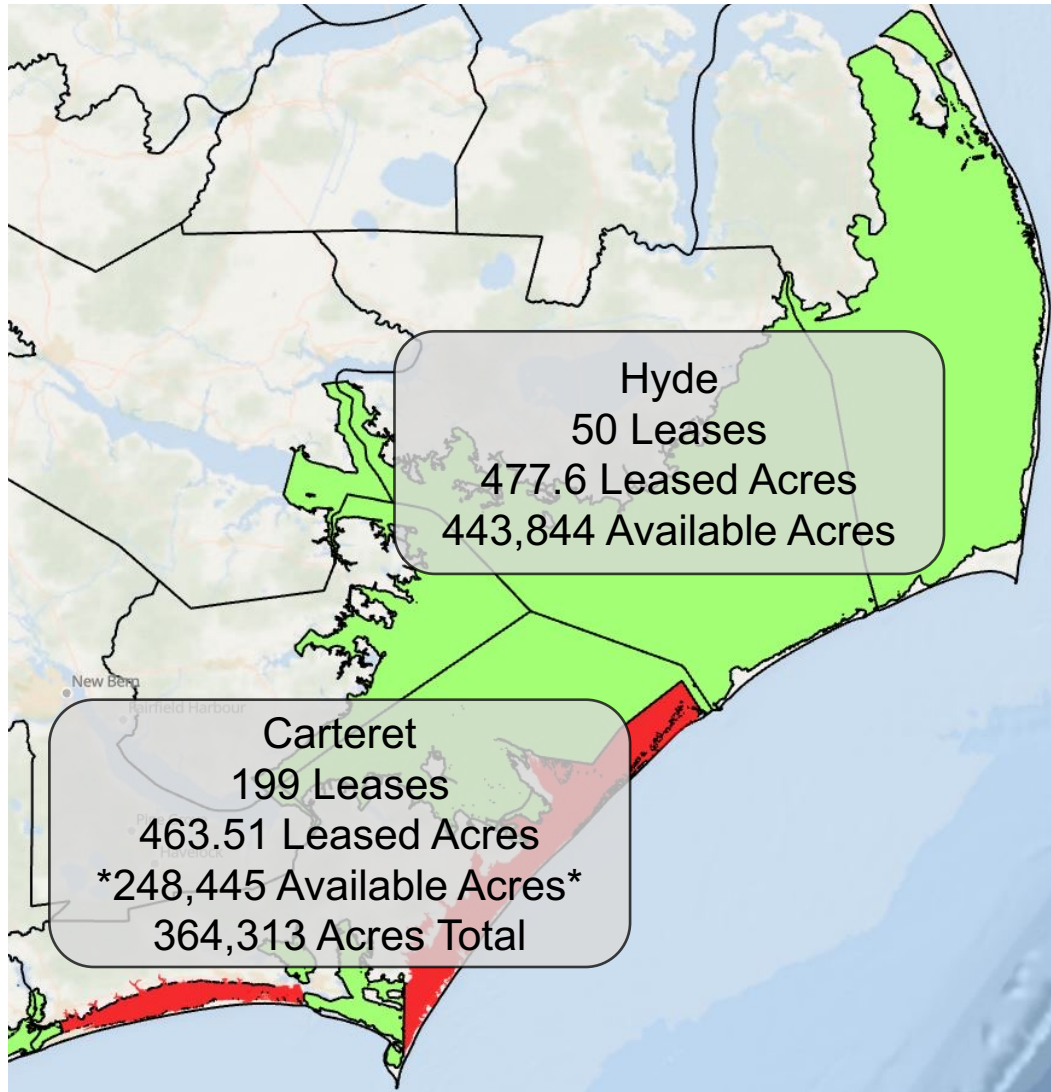 Hyde
50 Leases
477.6 Leased Acres
443,844 Available Acres
New Bern
Fairfield Harbour
Carteret
199 Leases
463.51 Leased Acres
Havelock
*248,445 Available Acres*
364,313 Acres Total